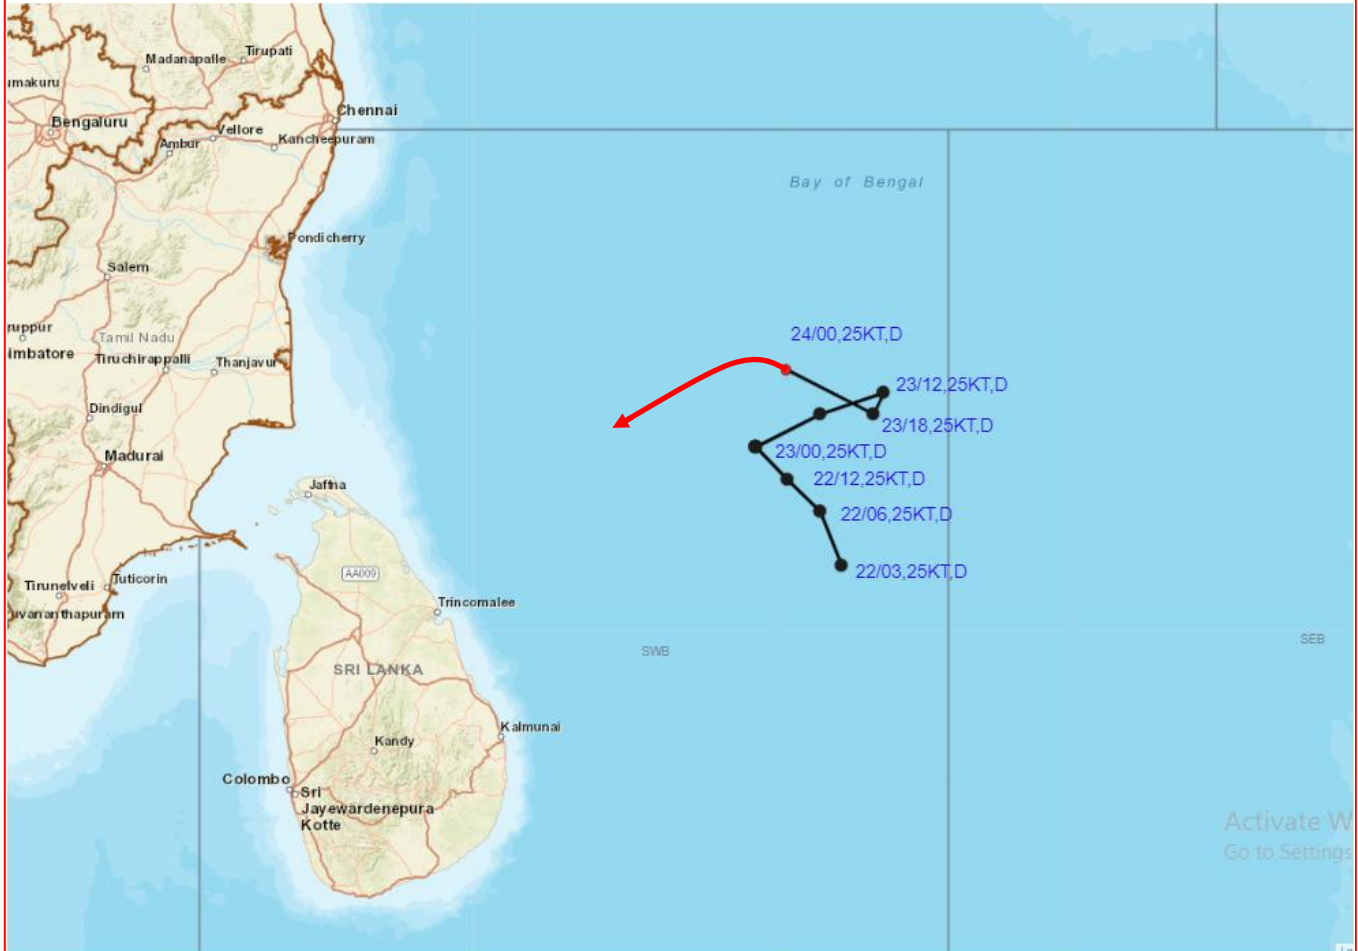 Madanapalle
Tirupati
umakuru
Chennai
Bengaluru
Vellore
Kancheepuram
Ambur
Bay of Bengal
Pondicherry
Salem
ruppur
Tamil Nadu
imbatore
Tiruchirappalli
Thanjavur
24/00,25KT,D
23/12,25KT,D
23/18,25KT,D
Dindigul
23/00,25KT,D
Madurai
22/12,25KT,D
Jaffna
22/06,25KT,D
AA009
22/03,25KT,D
Tuticorin
Tirunelveli
uvananthapuram
Trincomalee
SWB
SEB
SRI LANKA
Kalmunai
Kandy
Colombo
Sri
Jayewardenepura
Kotte
Activate W
Go to Settings